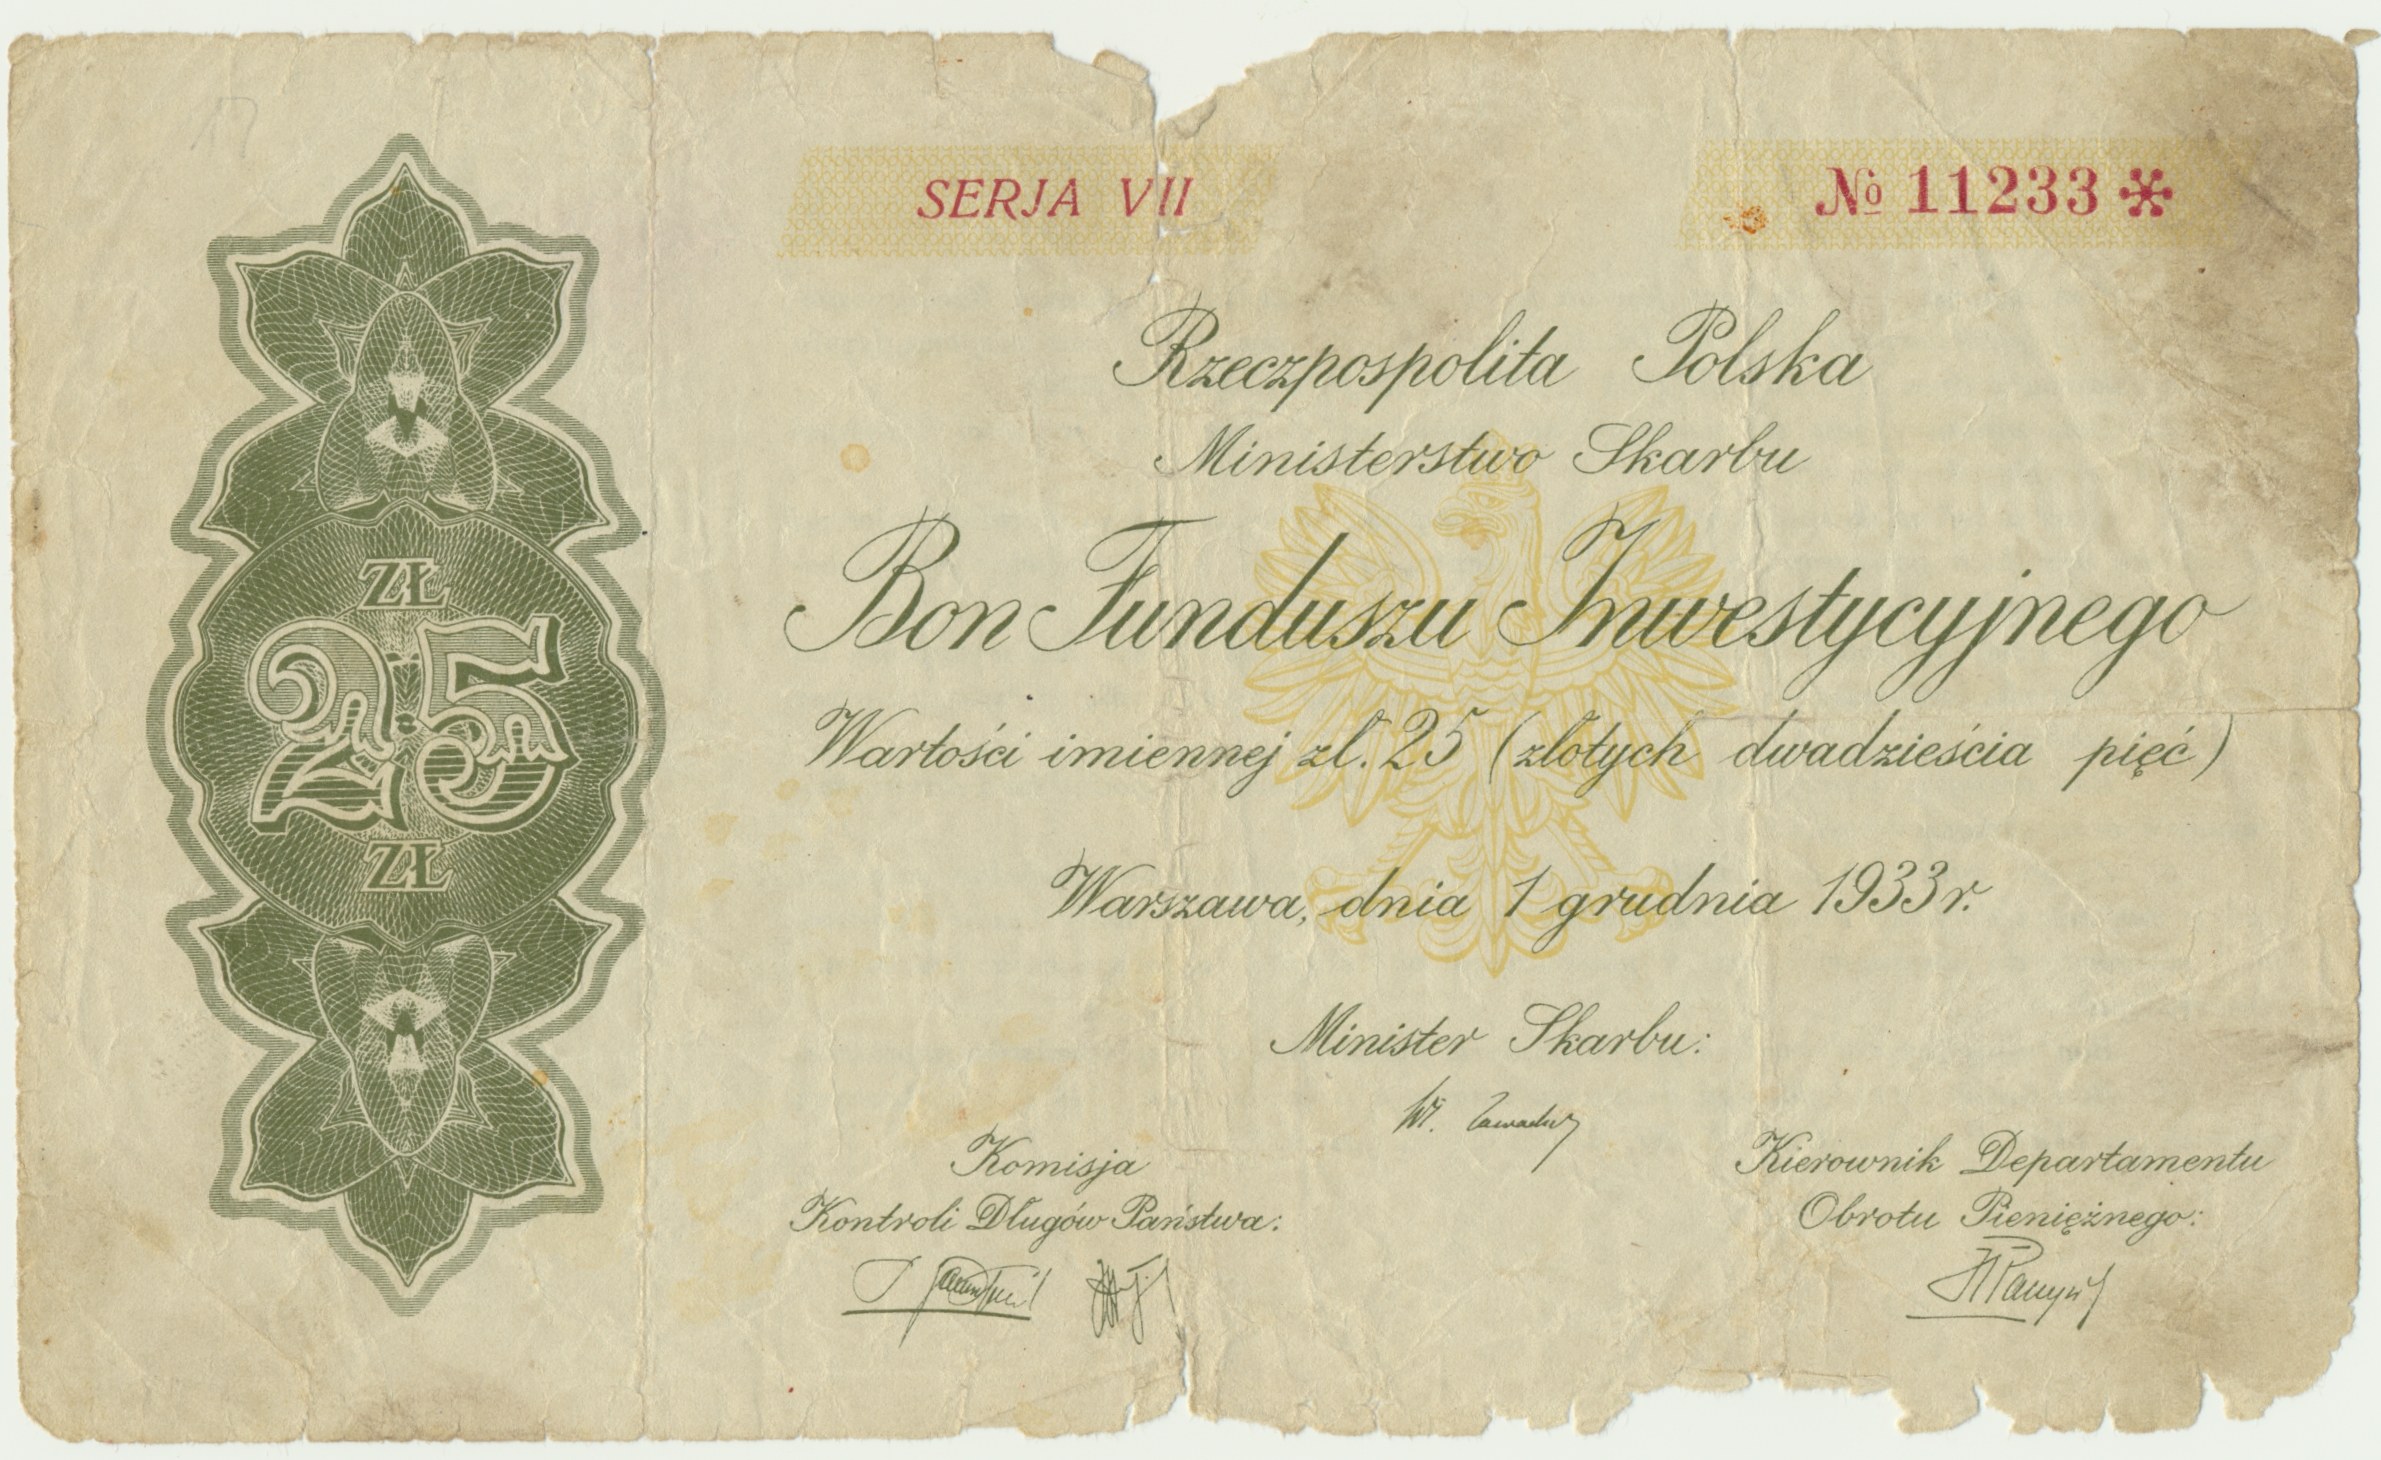 SERJA VII
№ 11233 *
Rzeczpospolita Polska
Ministerstwo Skarbu
Bon Funduszu Inwestycyjnego
Wartości imiennej zł. 25 (złotych dwadzieścia pięć)
Warszawa, dnia 1 grudnia 1933 r.
Minister Skarbu:
Komisja
Kontroli Długów Państwa:
Kierownik Departamentu
Obrotu Pieniężnego:
ZŁ
25
ZŁ